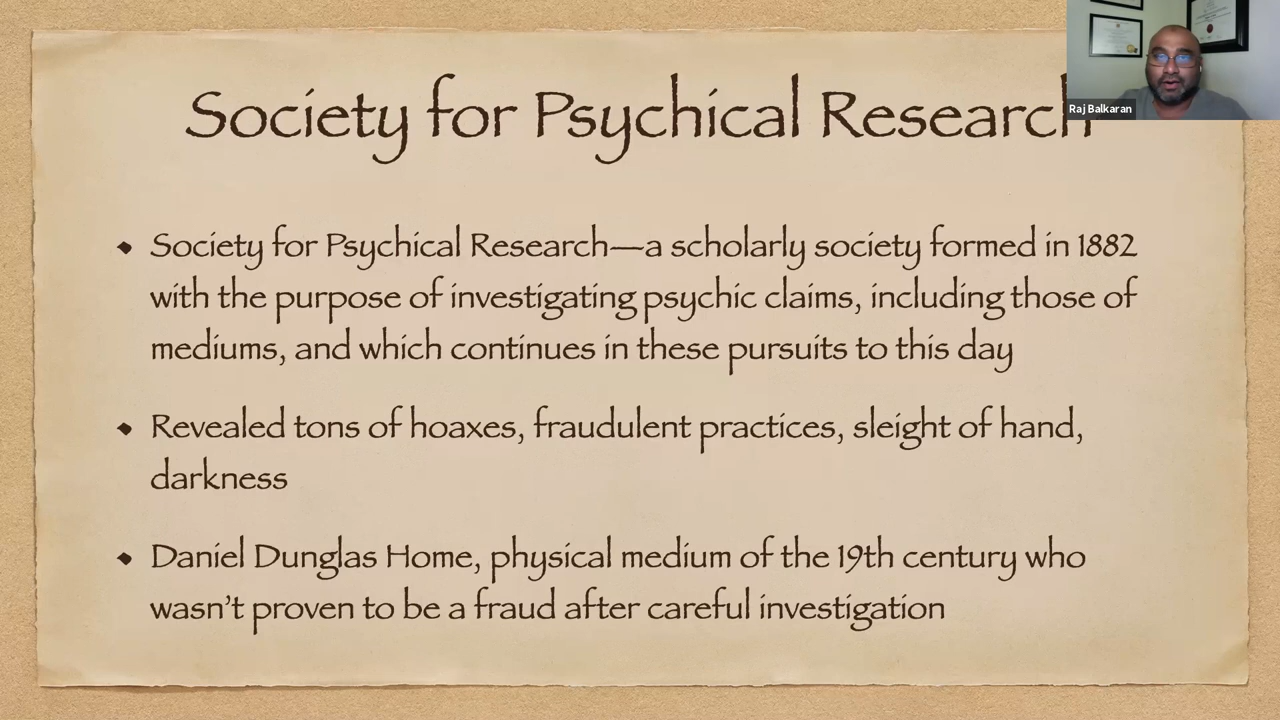 Society for Psychical Research
Raj Balkaran
Society for Psychical Research—a scholarly society formed in 1882
with the purpose of investigating psychic claims, including those of
mediums, and which continues in these pursuits to this day
Revealed tons of hoaxes, fraudulent practices, sleight of hand,
darkness
Daniel Dunglas Home, physical medium of the 19th century who
wasn't proven to be a fraud after careful investigation